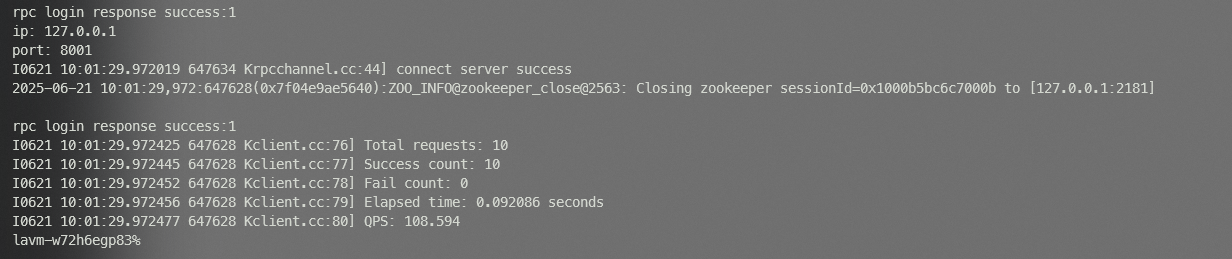 rpc login response success:1
ip: 127.0.0.1
port: 8001
I0621 10:01:29.972019 647634 Krpcchannel.cc:44] connect server success
2025-06-21 10:01:29,972:647628(0x7f04e9ae5640):ZOO_INFO@zookeeper_close@2563: Closing zookeeper sessionId=0x1000b5bc6c7000b to [127.0.0.1:2181]
rpc login response success:1
I0621 10:01:29.972425 647628 Kclient.cc:76] Total requests: 10
I0621 10:01:29.972445 647628 Kclient.cc:77] Success count: 10
I0621 10:01:29.972452 647628 Kclient.cc:78] Fail count: 0
I0621 10:01:29.972456 647628 Kclient.cc:79] Elapsed time: 0.092086 seconds
I0621 10:01:29.972477 647628 Kclient.cc:80] QPS: 108.594
lavm-w72h6egp83%